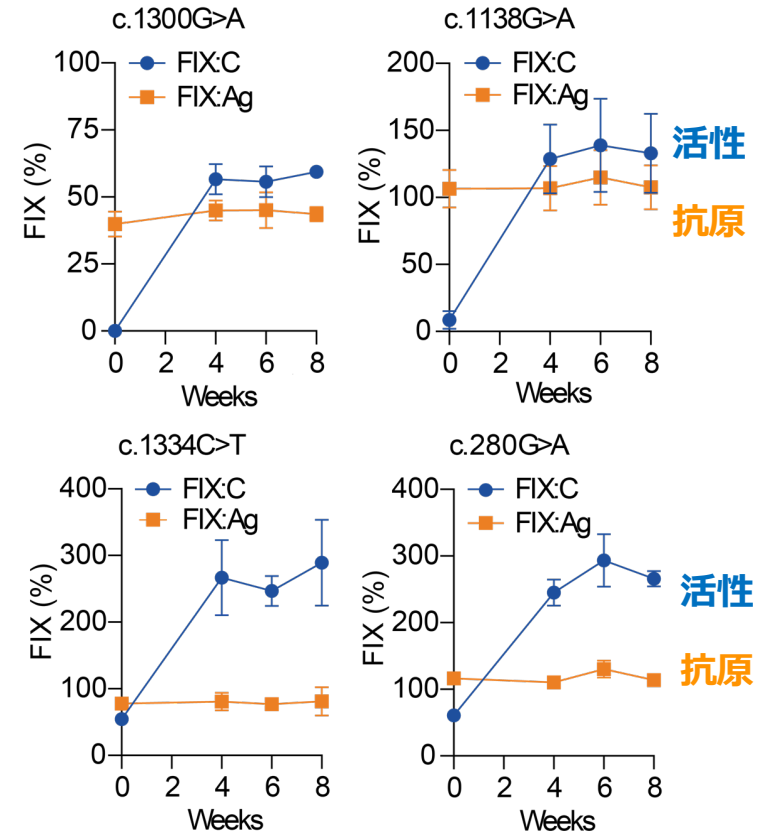 c.1300G>A
FIX:C
FIX:Ag
100
75
50
25
0
FIX (%)
0 2 4 6 8
Weeks
c.1138G>A
FIX:C
FIX:Ag
200
150
100
50
0
FIX (%)
0 2 4 6 8
Weeks
活性
抗原
c.1334C>T
FIX:C
FIX:Ag
400
300
200
100
0
FIX (%)
0 2 4 6 8
Weeks
c.280G>A
FIX:C
FIX:Ag
400
300
200
100
0
FIX (%)
0 2 4 6 8
Weeks
活性
抗原